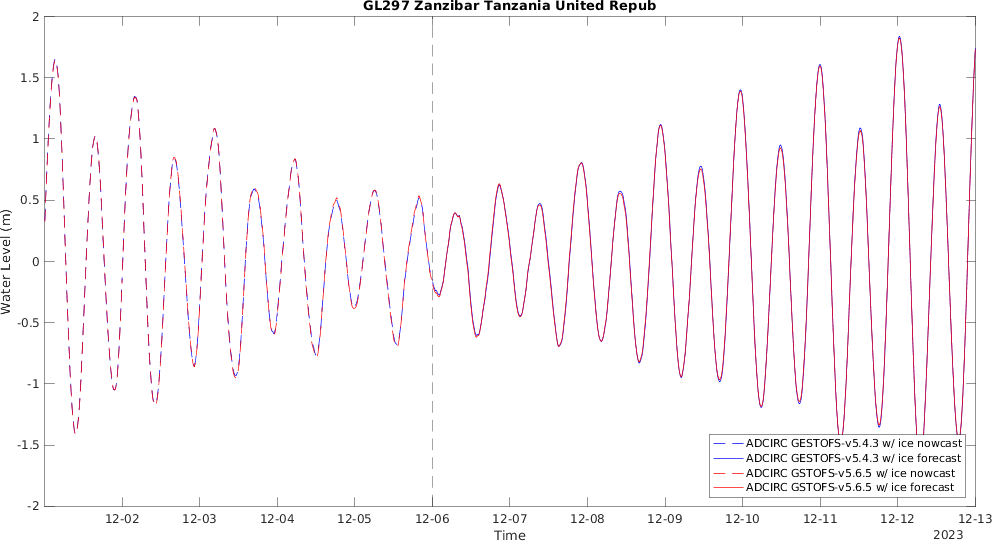 GL297 Zanzibar Tanzania United Repub
2
1.5
1
0.5
0
-0.5
-1
-1.5
-2
Water Level (m)
ADCIRC GESTOFS-v5.4.3 w/ ice nowcast
ADCIRC GESTOFS-v5.4.3 w/ ice forecast
ADCIRC GSTOFS-v5.6.5 w/ ice nowcast
ADCIRC GSTOFS-v5.6.5 w/ ice forecast
12-02 12-03 12-04 12-05 12-06 12-07 12-08 12-09 12-10 12-11 12-12 12-13
Time
2023